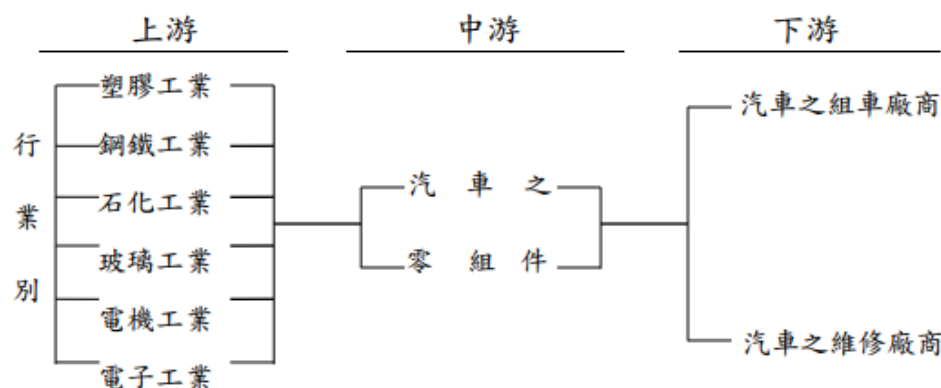 上游 中游 下游
行業別
塑膠工業
鋼鐵工業
石化工業
玻璃工業
電機工業
電子工業
汽車之
零組件
汽車之組車廠商
汽車之維修廠商